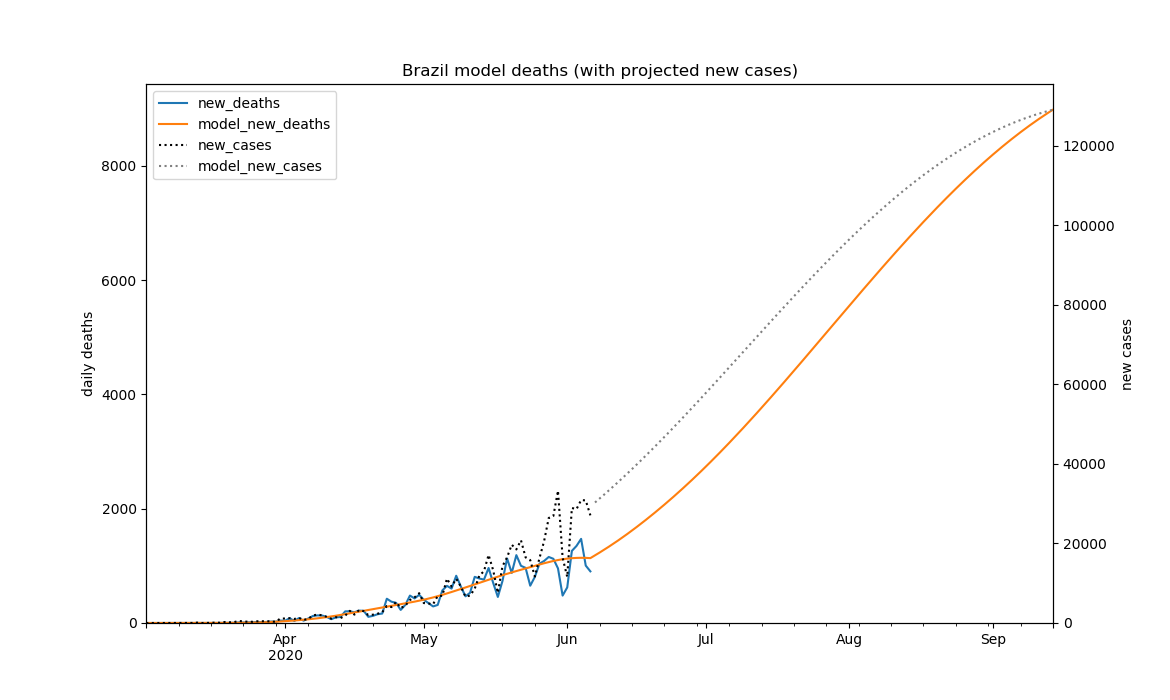 Brazil model deaths (with projected new cases)
new_deaths
model_new_deaths
new_cases
model_new_cases
8000
6000
4000
2000
0
daily deaths
120000
100000
80000
60000
40000
20000
0
new cases
Apr
2020
May
Jun
Jul
Aug
Sep